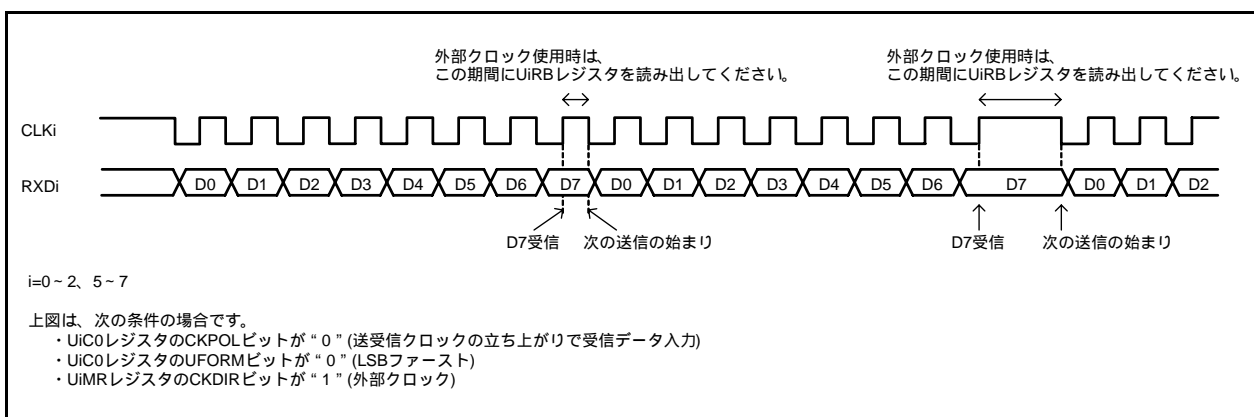 外部クロック使用時は、
この期間にUiRBレジスタを読み出してください。
外部クロック使用時は、
この期間にUiRBレジスタを読み出してください。
CLKi
RXDi
D0 D1 D2 D3 D4 D5 D6 D7 D0 D1 D2 D3 D4 D5 D6 D7 D0 D1 D2
D7受信 次の送信の始まり D7受信 次の送信の始まり
i=0~2、5~7
上図は、次の条件の場合です。
・UiC0レジスタのCKPOLビットが“0”(送受信クロックの立ち上がりで受信データ入力)
・UiC0レジスタのUFORMビットが“0”(LSBファースト)
・UiMRレジスタのCKDIRビットが“1”(外部クロック)